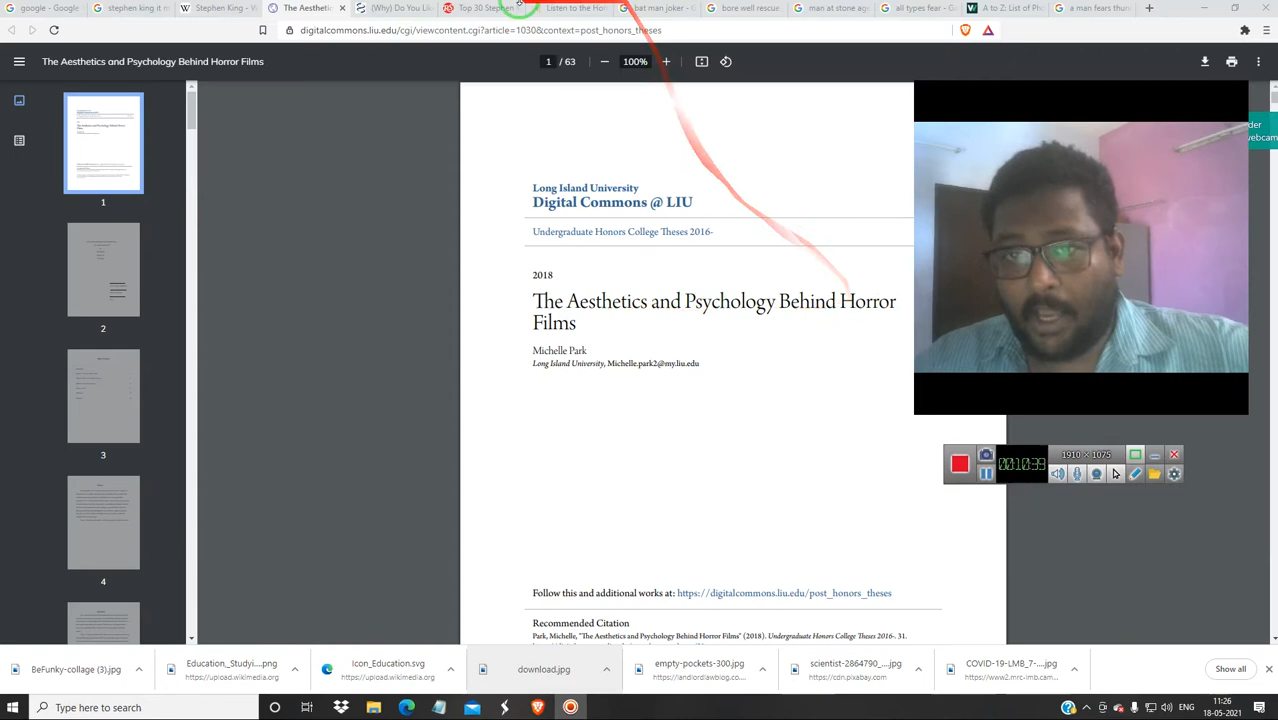 google - Google
stephen king it m
Stephen King - W
The Aesthetics
(Why) Do You Lik
Top 30 Stephen
Listen to the Hor
bat man joker - G
bore well rescue
man at stone age
all types fear - G
A to Z: List of Ph
a man fears thun
digitalcommons.liu.edu/cgi/viewcontent.cgi?article=1030&context=post_honors_theses
The Aesthetics and Psychology Behind Horror Films
1 / 63
100%
1
2
3
4
Long Island University
Digital Commons @ LIU
Undergraduate Honors College Theses 2016-
2018
The Aesthetics and Psychology Behind Horror
Films
Michelle Park
Long Island University, Michelle.park2@my.liu.edu
Follow this and additional works at: https://digitalcommons.liu.edu/post_honors_theses
Recommended Citation
Park, Michelle, "The Aesthetics and Psychology Behind Horror Films" (2018). Undergraduate Honors College Theses 2016-. 31.
der
webcam
00:10:39
1910 × 1075
BeFunky-collage (3).jpg
Education_Studyi....png
https://upload.wikimedia.org
Icon_Education.svg
https://upload.wikimedia.org
download.jpg
empty-pockets-300.jpg
https://landlordlawblog.co...
scientist-2864790_....jpg
https://cdn.pixabay.com
COVID-19-LMB_7-....jpg
https://www2.mrc-lmb.cam...
Show all
Type here to search
ENG
11:26
18-05-2021